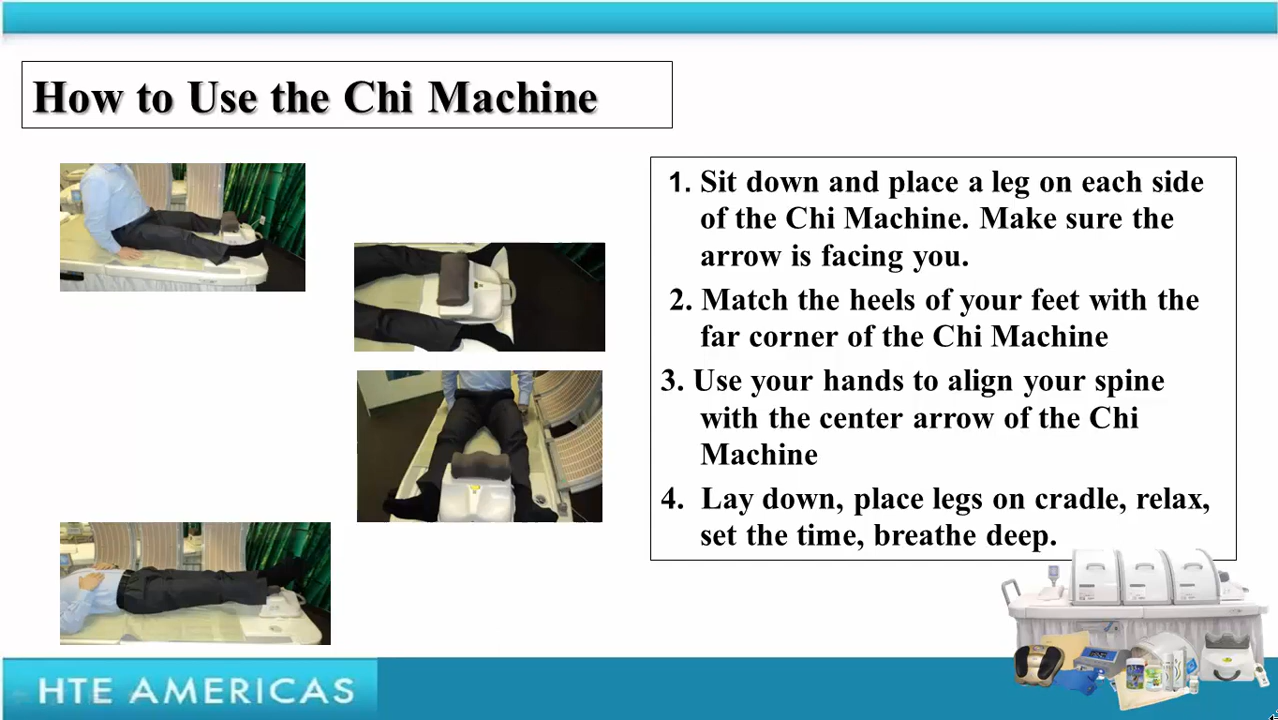 How to Use the Chi Machine
1. Sit down and place a leg on each side
of the Chi Machine. Make sure the
arrow is facing you.
2. Match the heels of your feet with the
far corner of the Chi Machine
3. Use your hands to align your spine
with the center arrow of the Chi
Machine
4. Lay down, place legs on cradle, relax,
set the time, breathe deep.
HTE AMERICAS